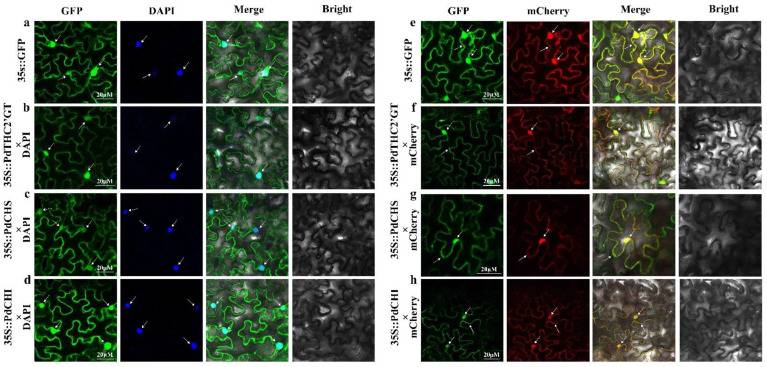 GFP DAPI Merge Bright
a 35s::GFP
20μM
b 35S::PdTHC2'GT × DAPI
20μM
c 35S::PdCHS × DAPI
20μM
d 35S::PdCHI × DAPI
20μM
GFP mCherry Merge Bright
e 35s::GFP
20μM
f 35S::PdTHC2'GT × mCherry
20μM
g 35S::PdCHS × mCherry
20μM
h 35S::PdCHI × mCherry
20μM